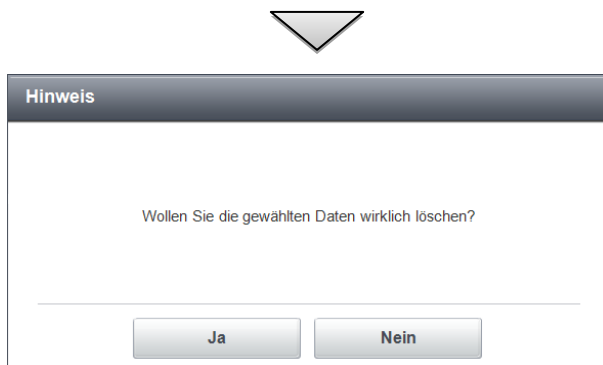 Hinweis
Wollen Sie die gewählten Daten wirklich löschen?
Ja
Nein